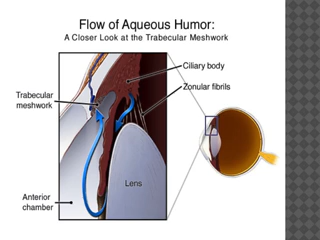 Flow of Aqueous Humor:
A Closer Look at the Trabecular Meshwork
Ciliary body
Zonular fibrils
Trabecular
meshwork
Lens
Anterior
chamber